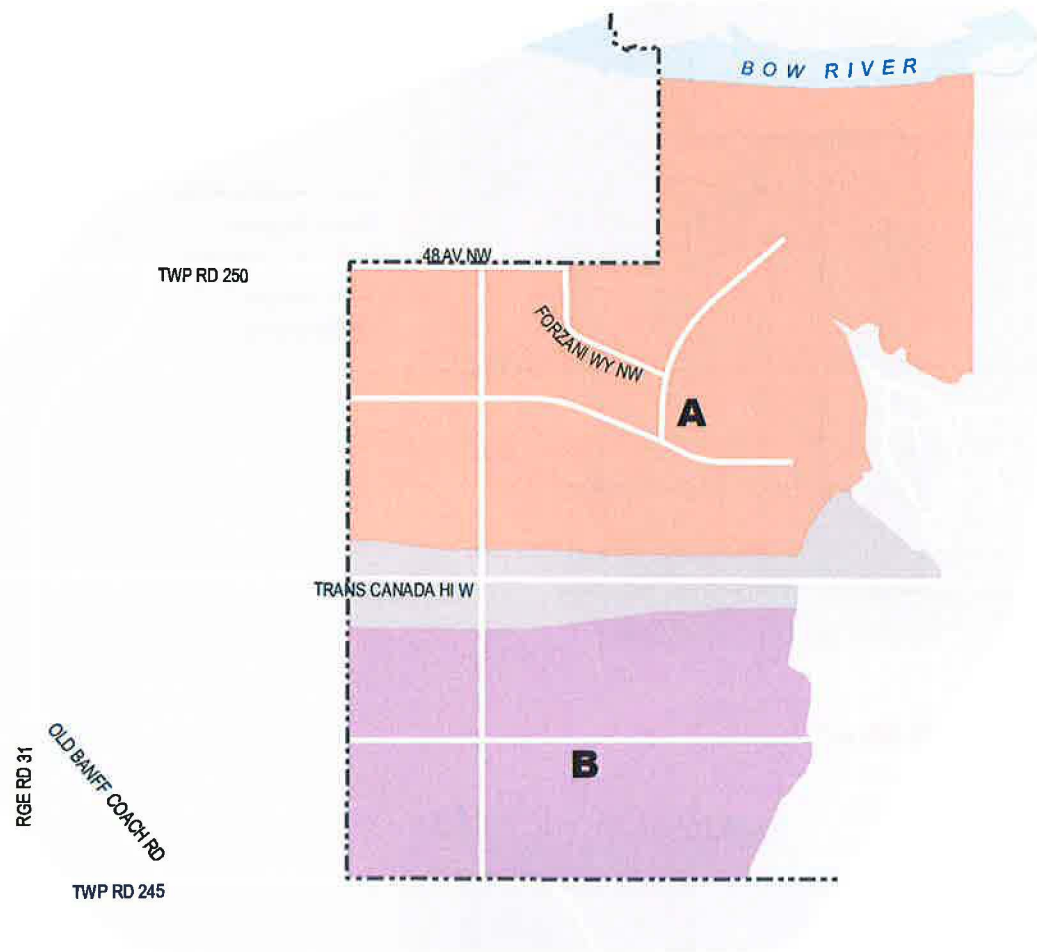 BOW RIVER
48 AV NW
TWP RD 250
FORZANI WY NW
A
TRANS CANADA HI W
B
OLD BANFF COACH RD
RGE RD 31
TWP RD 245